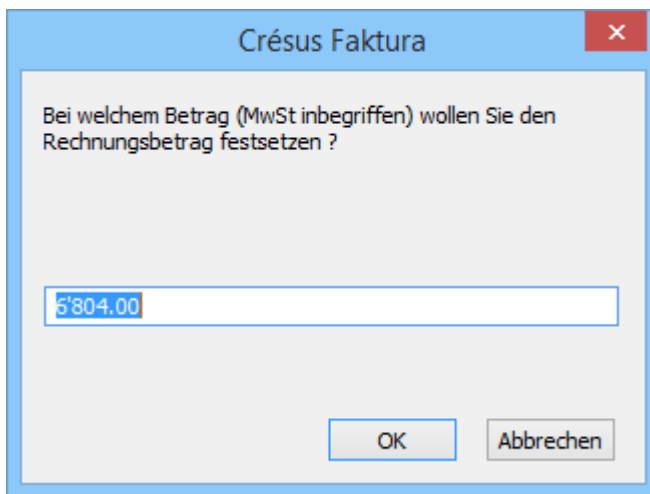 Crésus Faktura
Bei welchem Betrag (MwSt inbegriffen) wollen Sie den
Rechnungsbetrag festsetzen ?
6'804.00
OK
Abbrechen